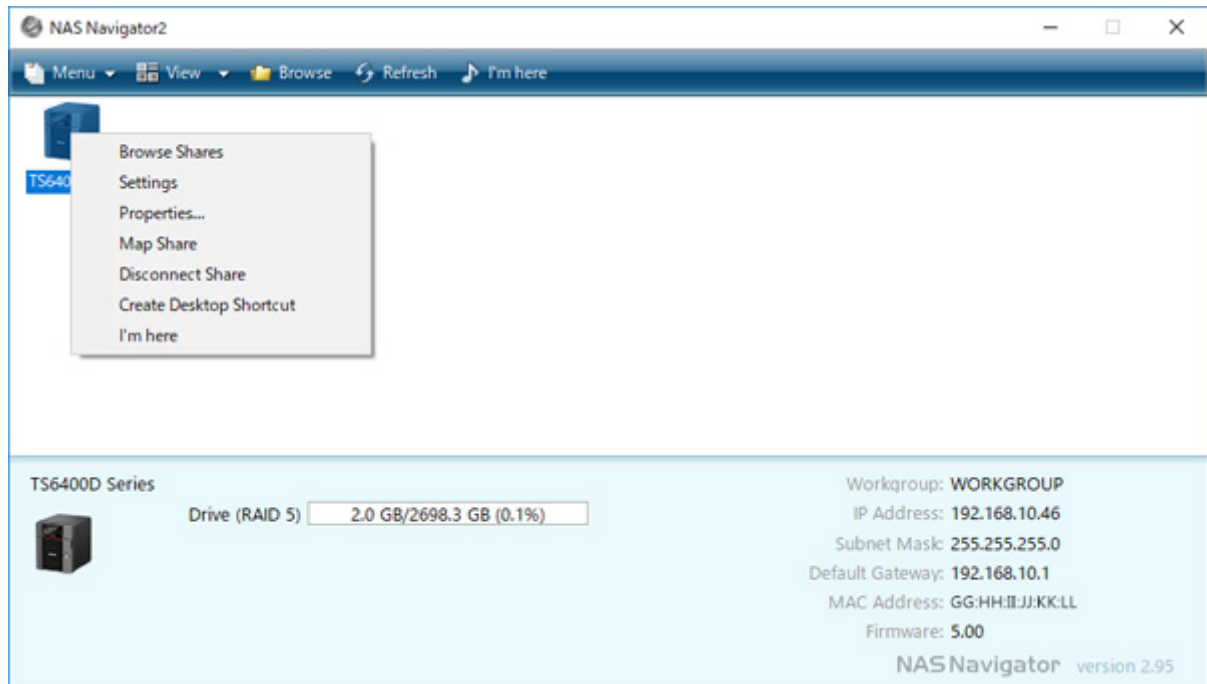 NAS Navigator2
Menu View Browse Refresh I'm here
Browse Shares
TS640
Settings
Properties...
Map Share
Disconnect Share
Create Desktop Shortcut
I'm here
TS6400D Series
Drive (RAID 5) 2.0 GB/2698.3 GB (0.1%)
Workgroup: WORKGROUP
IP Address: 192.168.10.46
Subnet Mask: 255.255.255.0
Default Gateway: 192.168.10.1
MAC Address: GG:HH:II:JJ:KK:LL
Firmware: 5.00
NAS Navigator version 2.95